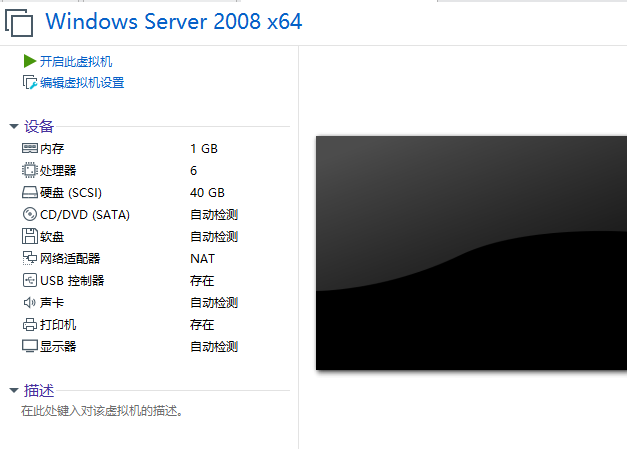 Windows Server 2008 x64
开启此虚拟机
编辑虚拟机设置
设备
内存 1 GB
处理器 6
硬盘 (SCSI) 40 GB
CD/DVD (SATA) 自动检测
软盘 自动检测
网络适配器 NAT
USB 控制器 存在
声卡 自动检测
打印机 存在
显示器 自动检测
描述
在此处键入对该虚拟机的描述。